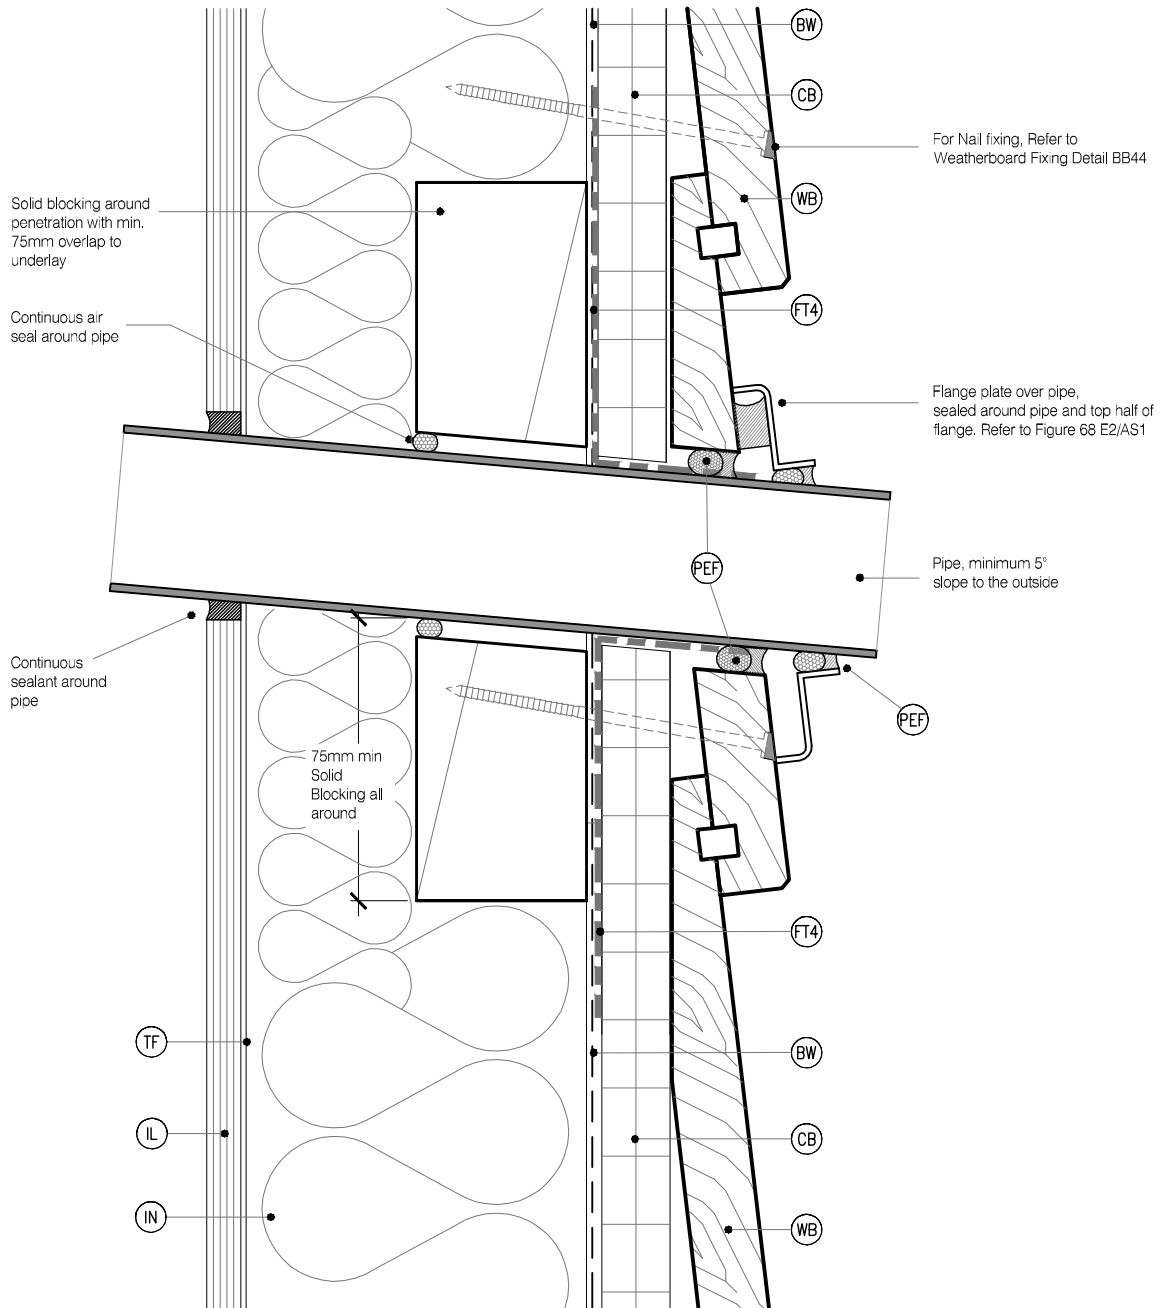 BW
CB
For Nail fixing, Refer to
Weatherboard Fixing Detail BB44
WB
Solid blocking around
penetration with min.
75mm overlap to
underlay
FT4
Continuous air
seal around pipe
Flange plate over pipe,
sealed around pipe and top half of
flange. Refer to Figure 68 E2/AS1
PEF
Pipe, minimum 5°
slope to the outside
Continuous
sealant around
pipe
PEF
75mm min
Solid
Blocking all
around
FT4
TF
BW
IL
CB
IN
WB